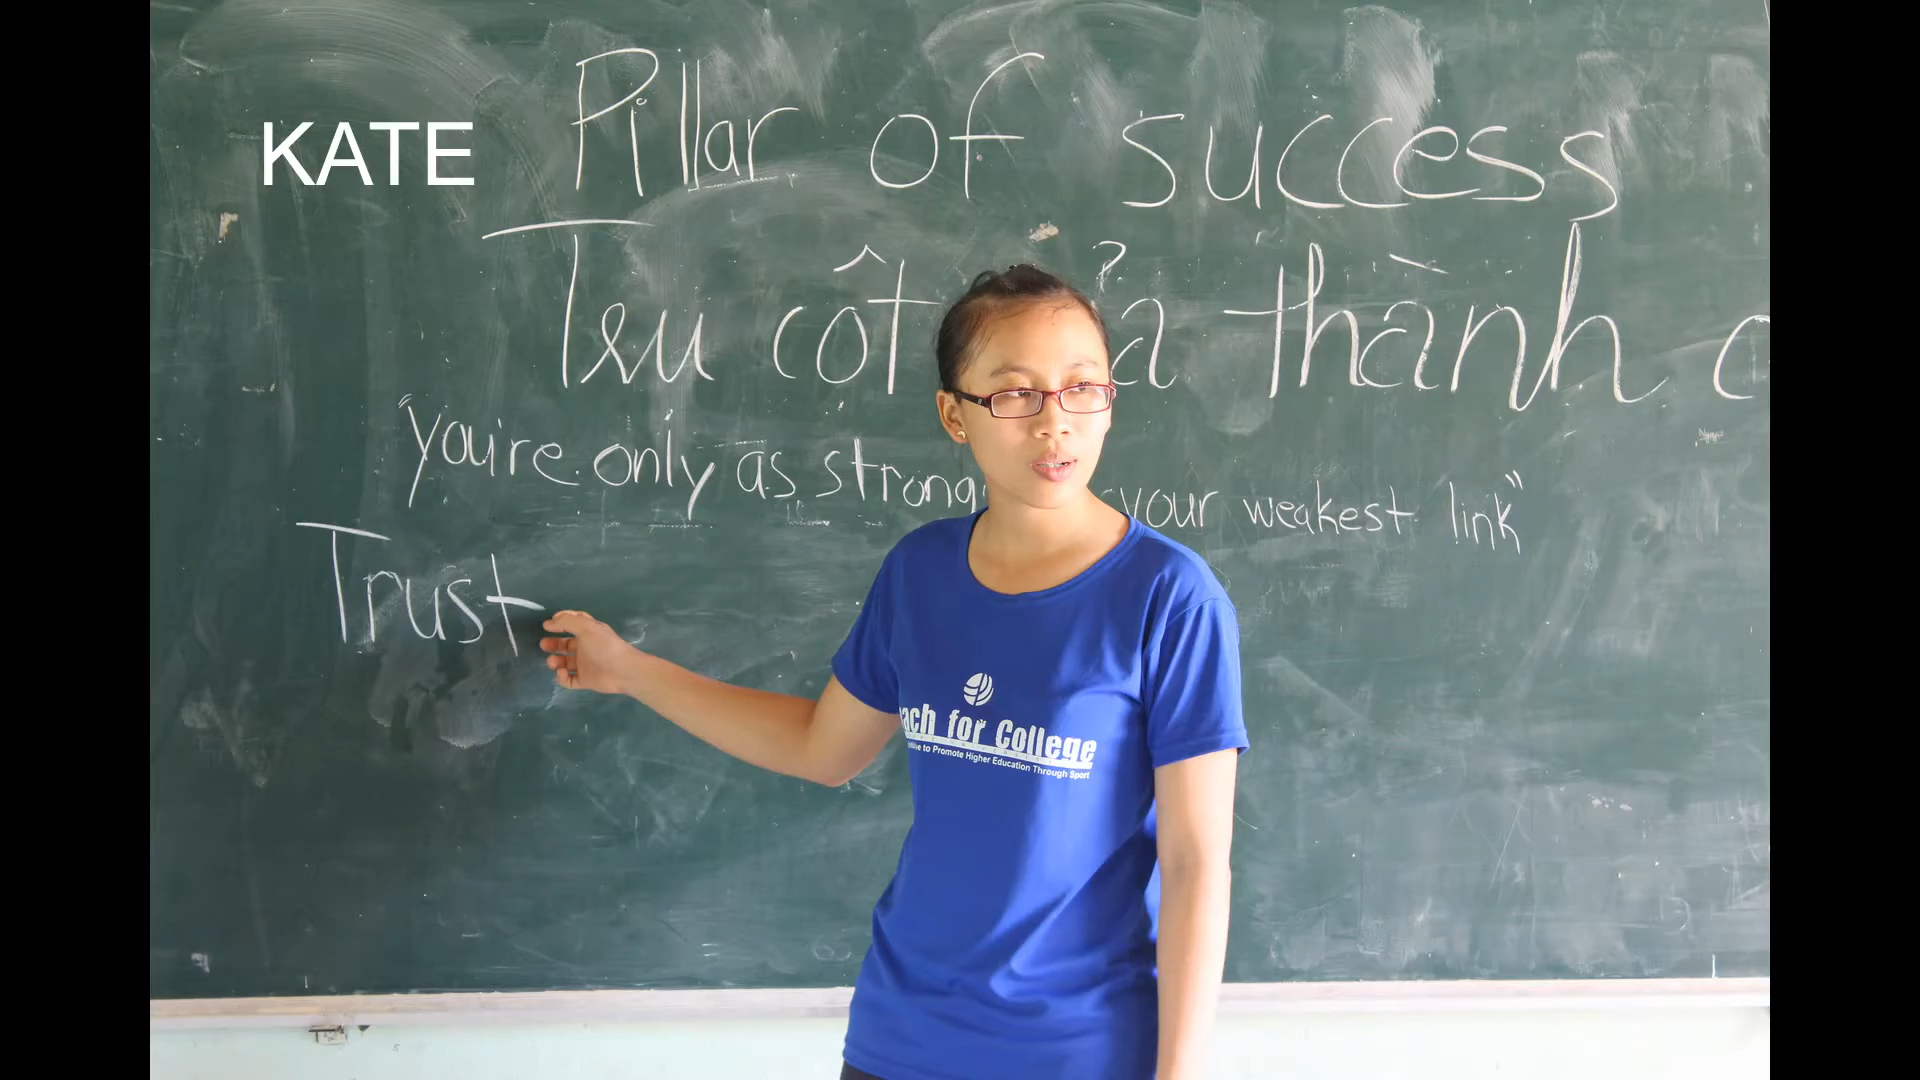 KATE
Pillar of success
Trụ cột ả thành
"you're only as strong your weakest link"
Trust
ach for College
to Promote Higher Education Through Sport